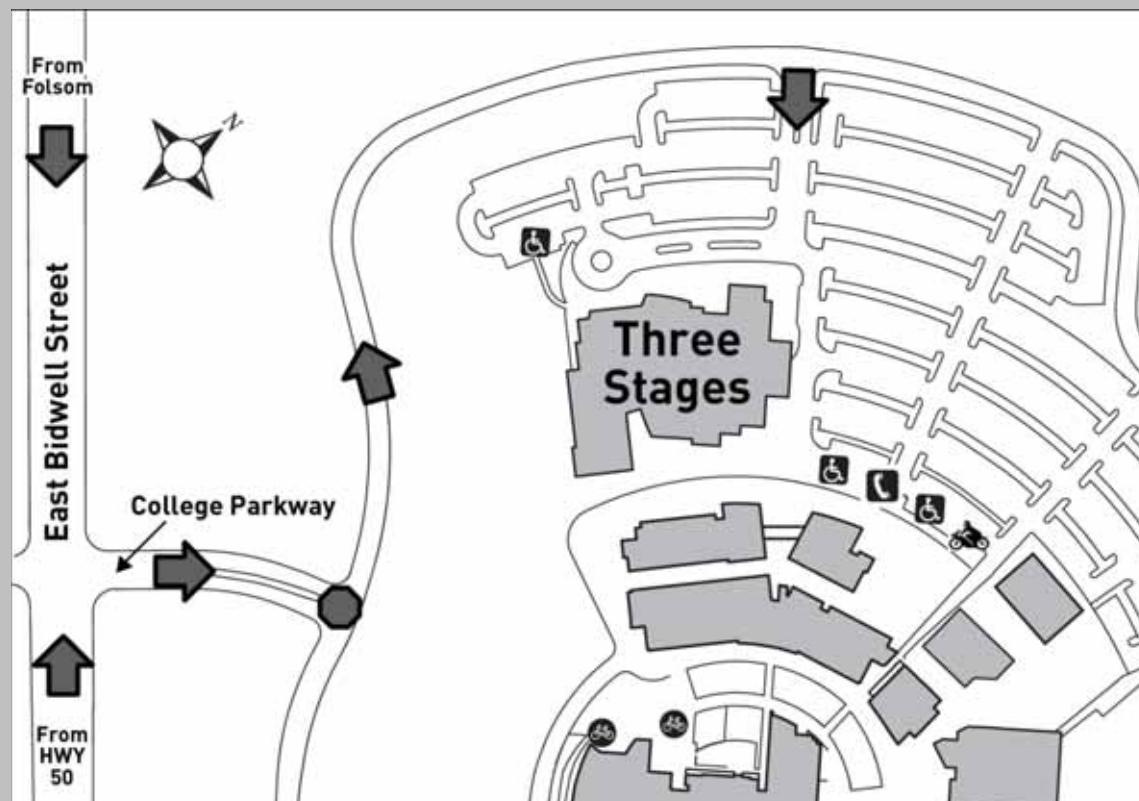 From
Folsom
N
East Bidwell Street
Three
Stages
College Parkway
From
HWY
50